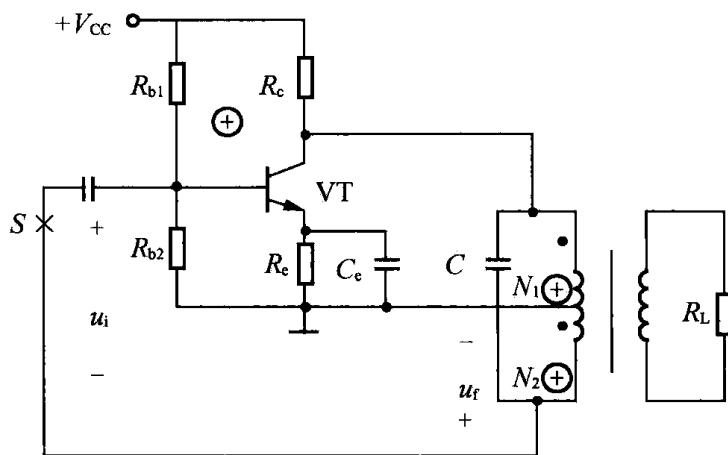 +V_CC
R_b1
R_c
+
VT
S
+
R_b2
R_e
C_e
C
N_1 +
R_L
u_i
−
−
N_2 +
u_f
+